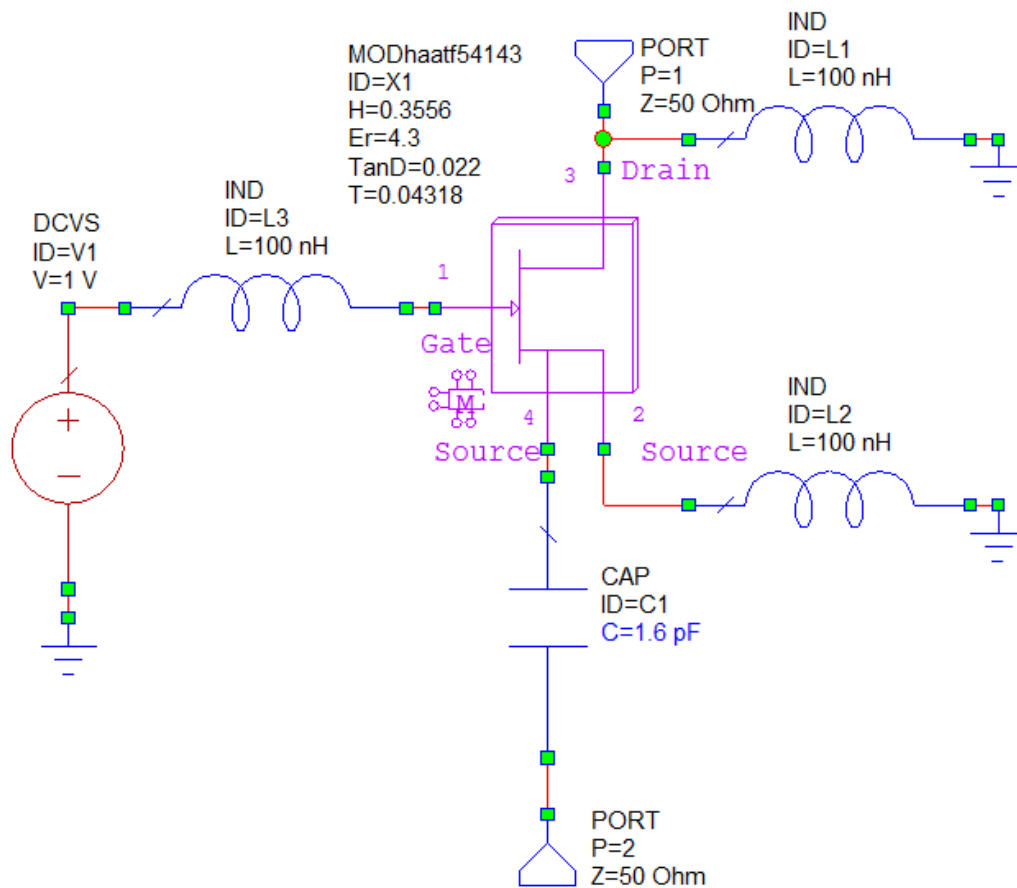 MODhaatf54143
ID=X1
H=0.3556
Er=4.3
TanD=0.022
T=0.04318
PORT
P=1
Z=50 Ohm
IND
ID=L1
L=100 nH
3
Drain
DCVS
ID=V1
V=1 V
IND
ID=L3
L=100 nH
1
Gate
M
4
2
Source
Source
IND
ID=L2
L=100 nH
CAP
ID=C1
C=1.6 pF
PORT
P=2
Z=50 Ohm